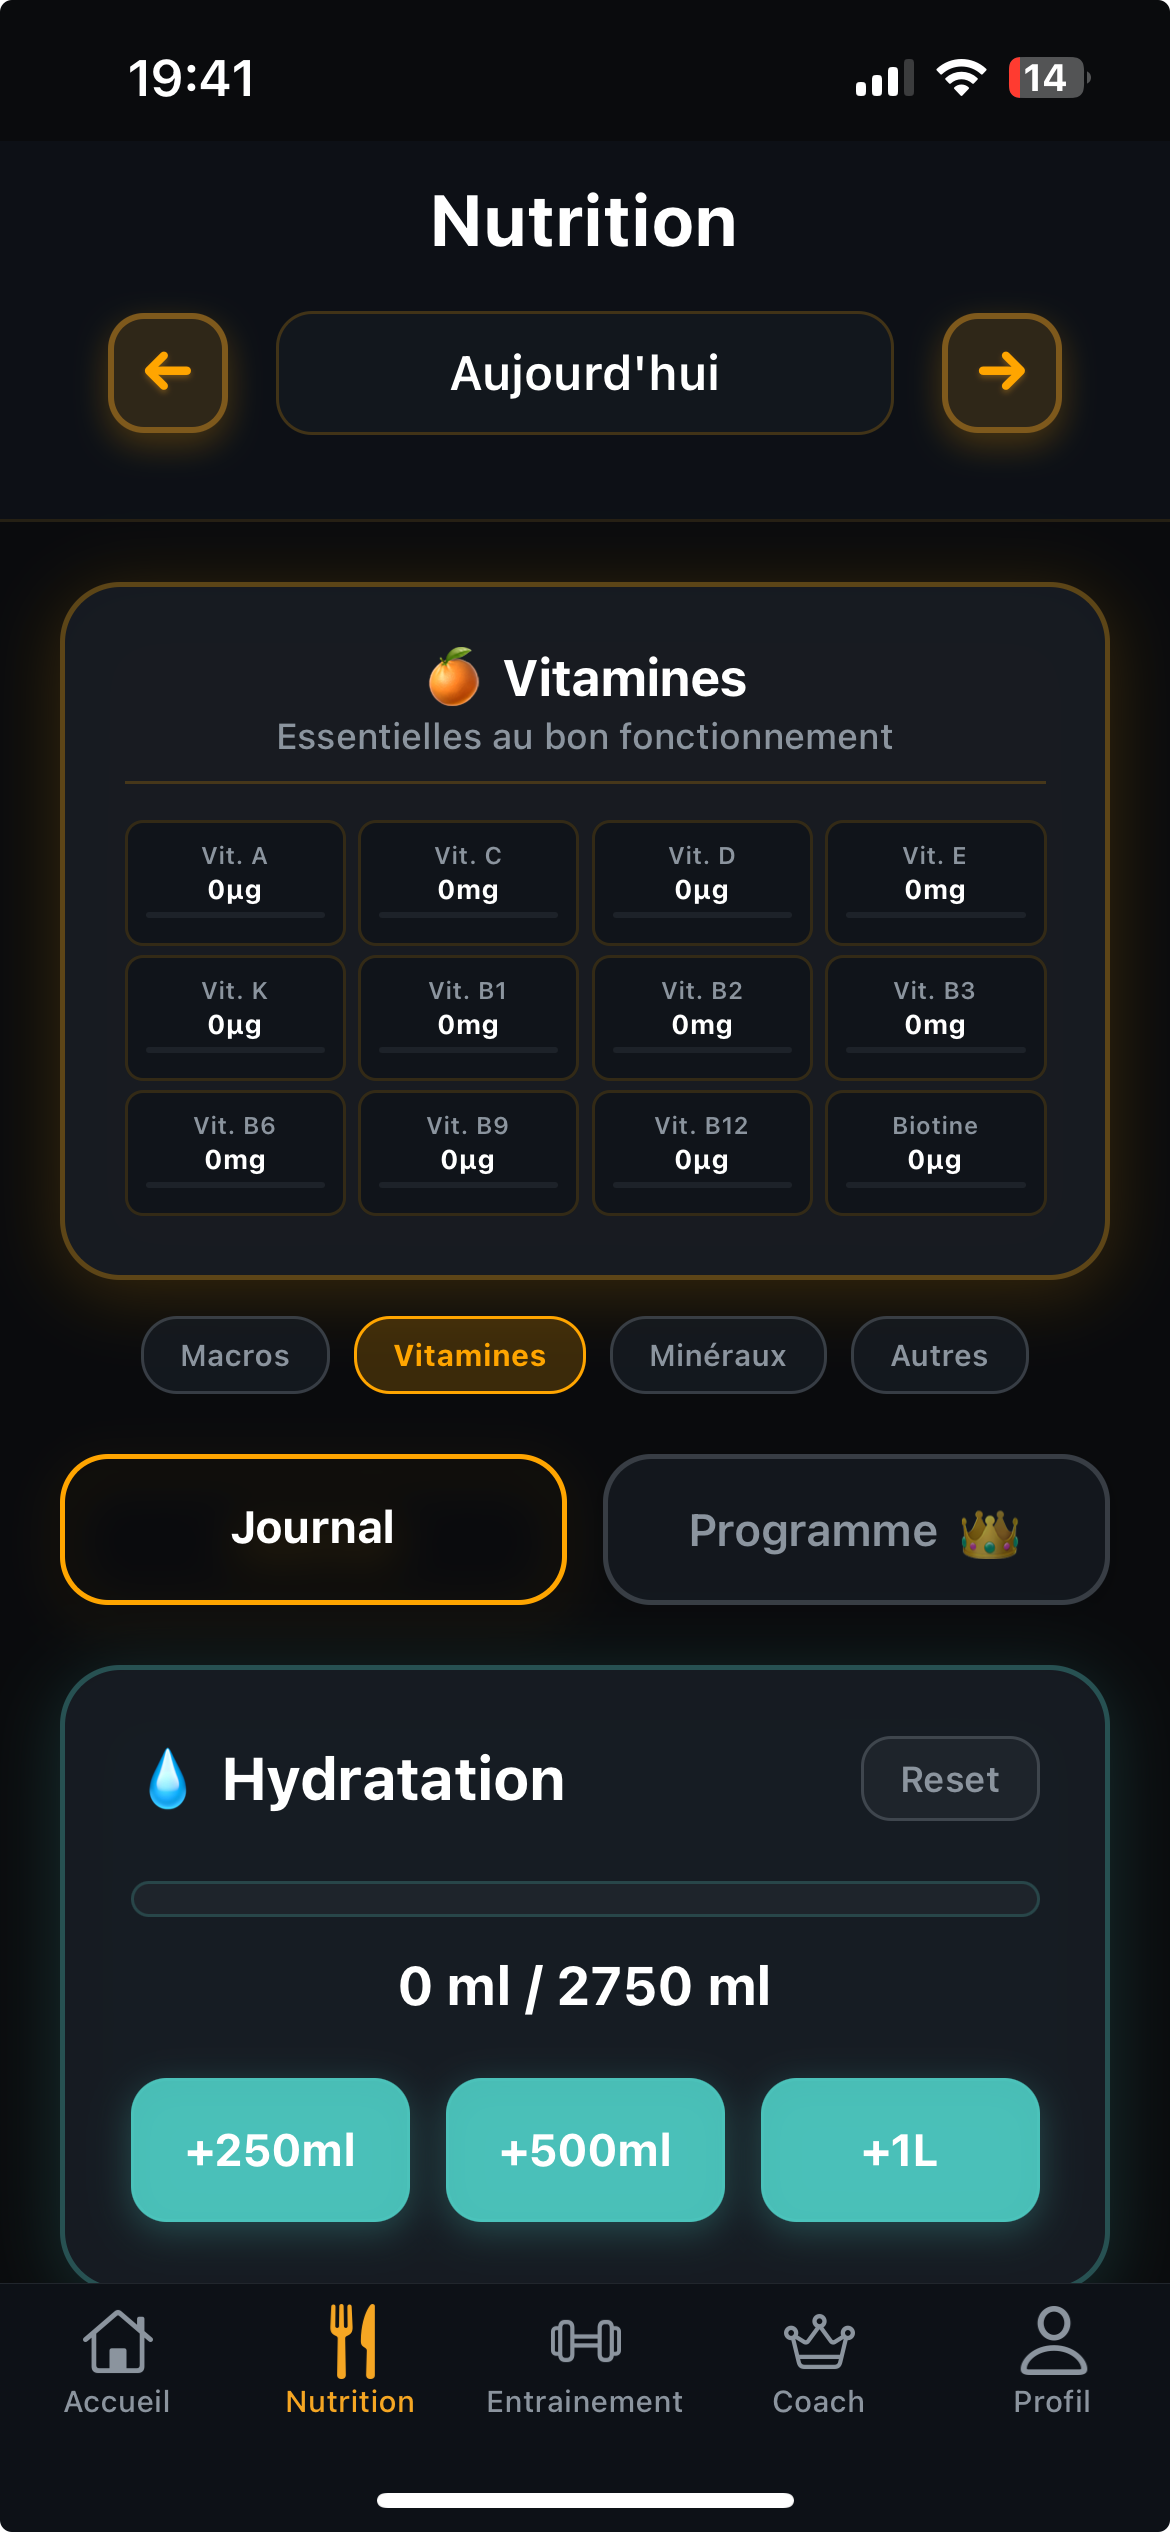 19:41
14
Nutrition
Aujourd'hui
Vitamines
Essentielles au bon fonctionnement
Vit. A
0µg
Vit. C
0mg
Vit. D
0µg
Vit. E
0mg
Vit. K
0µg
Vit. B1
0mg
Vit. B2
0mg
Vit. B3
0mg
Vit. B6
0mg
Vit. B9
0µg
Vit. B12
0µg
Biotine
0µg
Macros
Vitamines
Minéraux
Autres
Journal
Programme
Hydratation
Reset
0 ml / 2750 ml
+250ml
+500ml
+1L
Accueil
Nutrition
Entrainement
Coach
Profil